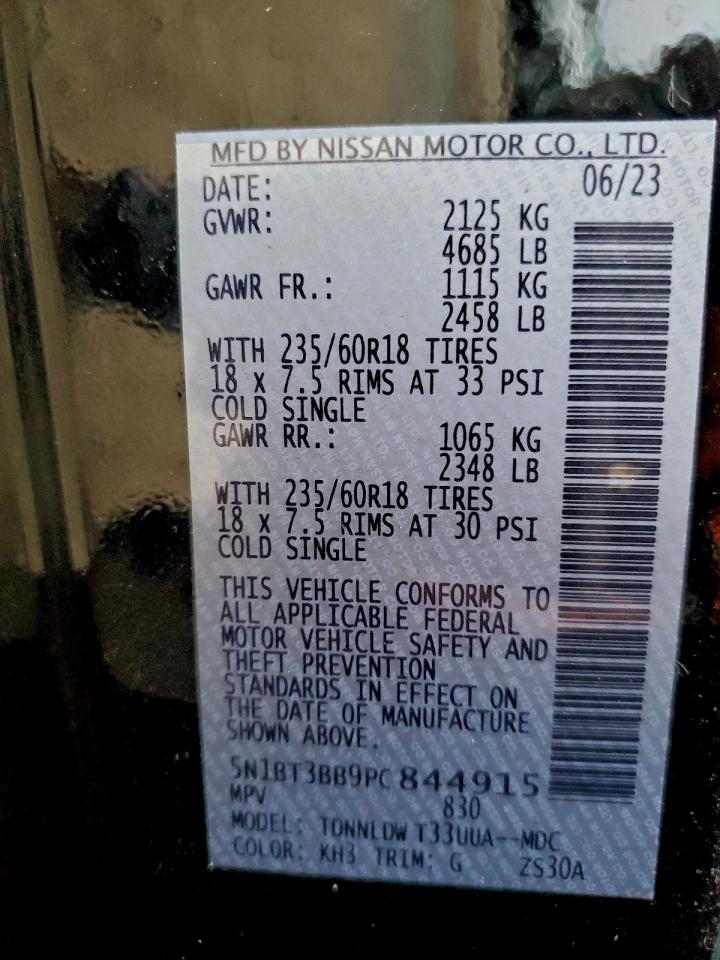 MFD BY NISSAN MOTOR CO., LTD.
DATE: 06/23
GVWR: 2125 KG
4685 LB
GAWR FR.: 1115 KG
2458 LB
WITH 235/60R18 TIRES
18 x 7.5 RIMS AT 33 PSI
COLD SINGLE
GAWR RR.: 1065 KG
2348 LB
WITH 235/60R18 TIRES
18 x 7.5 RIMS AT 30 PSI
COLD SINGLE
THIS VEHICLE CONFORMS TO
ALL APPLICABLE FEDERAL
MOTOR VEHICLE SAFETY AND
THEFT PREVENTION
STANDARDS IN EFFECT ON
THE DATE OF MANUFACTURE
SHOWN ABOVE.
5N1BT3BB9PC844915
MPV 830
MODEL: TDNNLDW T33UUA--MDC
COLOR: KH3 TRIM: G ZS30A